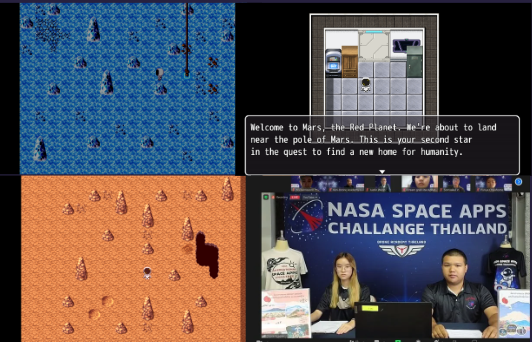 Welcome to Mars, the Red Planet. We're about to land
near the pole of Mars. This is your second star
in the quest to find a new home for humanity.
NASA SPACE APPS
CHALLANGE THAILAND